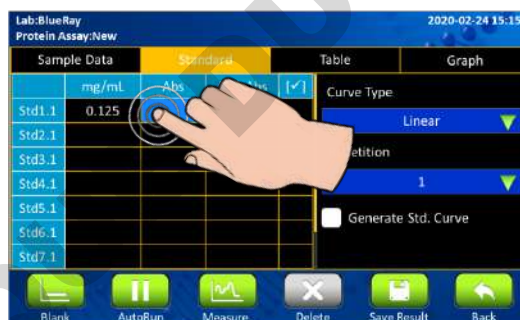 Lab:BlueRay
2020-02-24 15:15
Protein Assay:New
Sample Data Standard Table Graph
mg/mL Abs Abs [✓]
Curve Type
Linear
Std1.1 0.125
Std2.1
Std3.1
Std4.1
1
Std5.1
Generate Std. Curve
Std6.1
Std7.1
Blank AutoRun Measure Delete Save Result Back